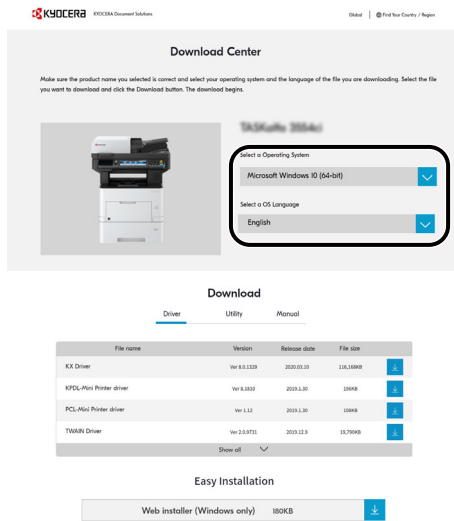 KYOCERA KYOCERA Document Solutions Global Find Your Country / Region
Download Center
Make sure the product name you selected is correct and select your operating system and the language of the file you are downloading. Select the file
you want to download and click the Download button. The download begins.
Select a Operating System
Microsoft Windows 10 (64-bit)
Select a OS Language
English
Download
Driver Utility Manual
File name Version Release date File size
KX Driver Ver 8.0.1329 2020.03.10 116,168KB
KPDL-Mini Printer driver Ver 8.1810 2019.1.30 106KB
PCL-Mini Printer driver Ver 1.12 2019.1.30 108KB
TWAIN Driver Ver 2.0.9731 2019.12.9 19,790KB
Show all
Easy Installation
Web installer (Windows only) 180KB